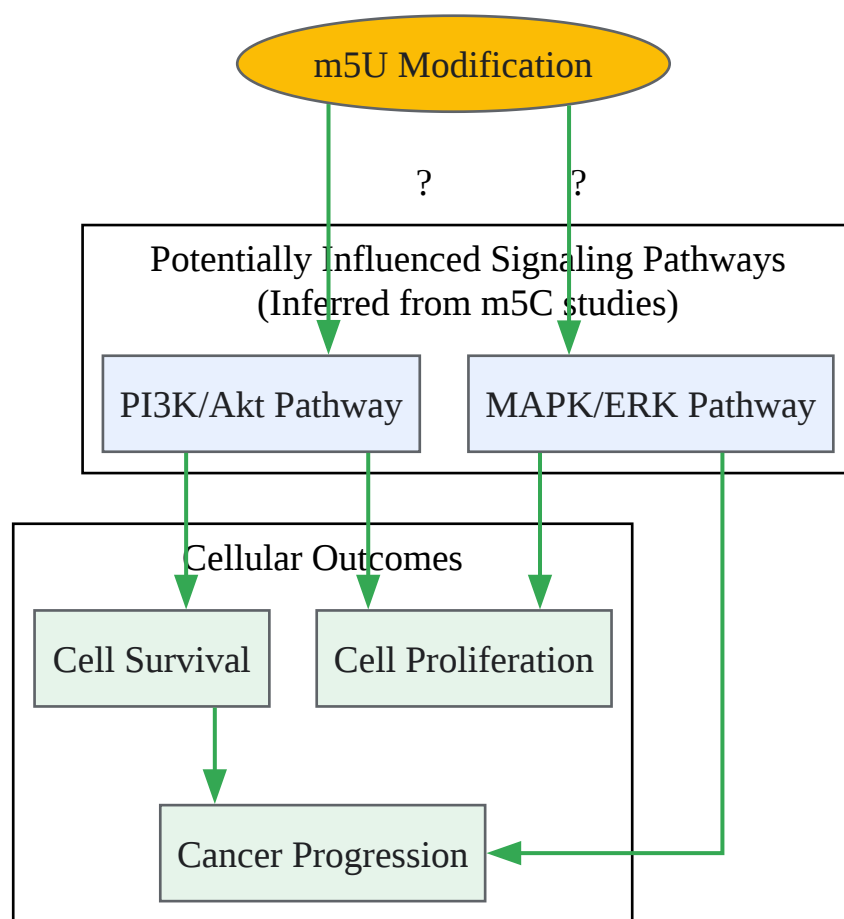 m5U Modification
? ?
Potentially Influenced Signaling Pathways
(Inferred from m5C studies)
PI3K/Akt Pathway
MAPK/ERK Pathway
Cellular Outcomes
Cell Survival
Cell Proliferation
Cancer Progression